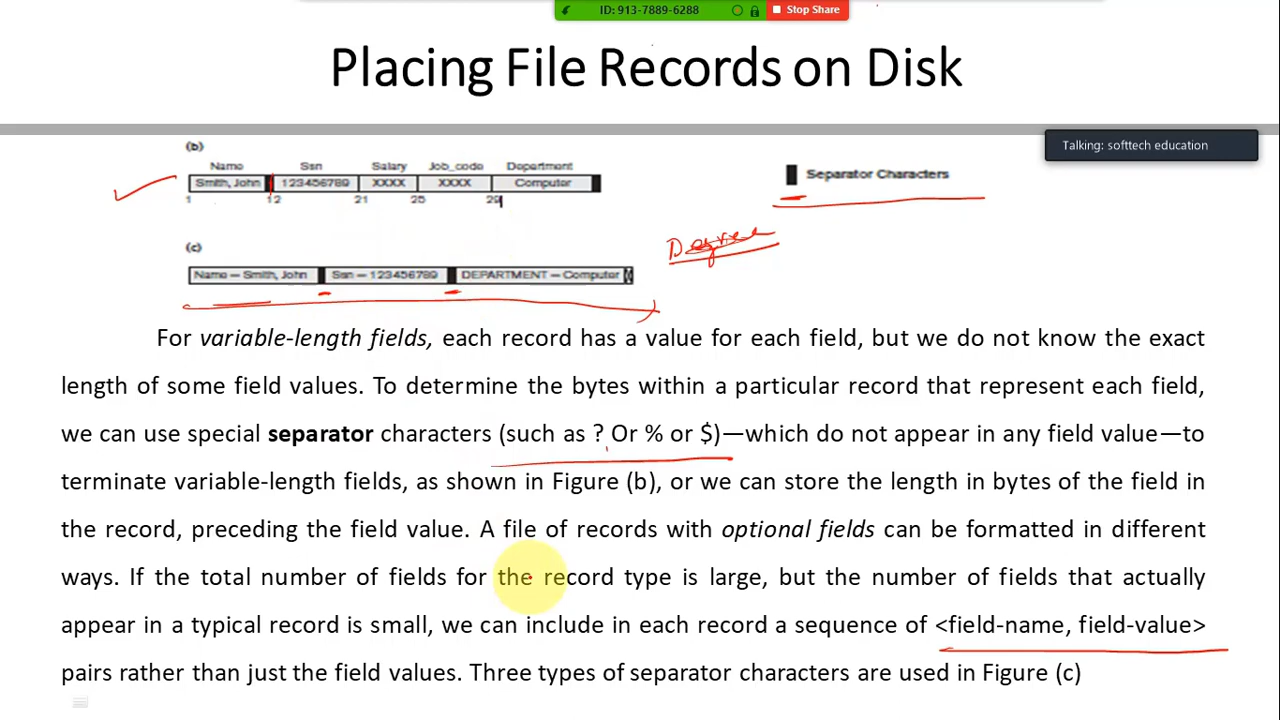 ID: 913-7889-6288 Stop Share
Placing File Records on Disk
Talking: softtech education
(b)
Name Ssn Salary Job_code Department
Smith, John 123456789 XXXX XXXX Computer
1 12 21 25 29
Separator Characters
(c)
Degree
Name – Smith, John Ssn – 123456789 DEPARTMENT – Computer
For variable-length fields, each record has a value for each field, but we do not know the exact
length of some field values. To determine the bytes within a particular record that represent each field,
we can use special separator characters (such as ? Or % or $)—which do not appear in any field value—to
terminate variable-length fields, as shown in Figure (b), or we can store the length in bytes of the field in
the record, preceding the field value. A file of records with optional fields can be formatted in different
ways. If the total number of fields for the record type is large, but the number of fields that actually
appear in a typical record is small, we can include in each record a sequence of <field-name, field-value>
pairs rather than just the field values. Three types of separator characters are used in Figure (c)